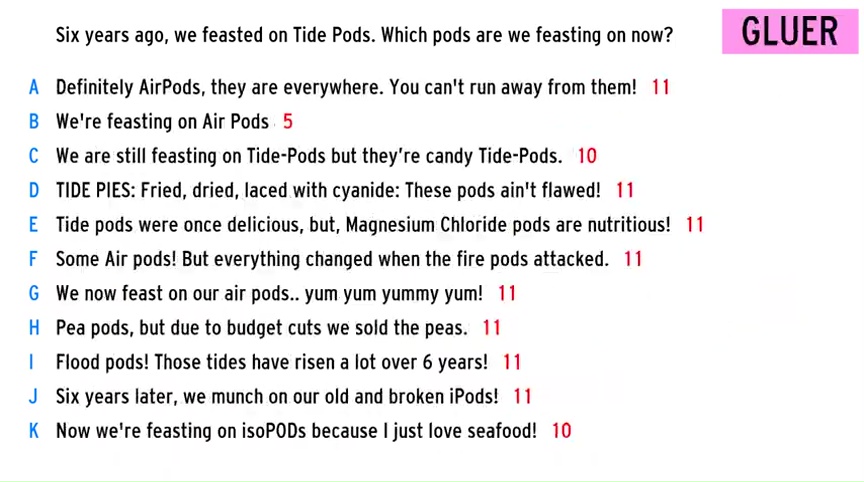 Six years ago, we feasted on Tide Pods. Which pods are we feasting on now?
GLUER
A Definitely AirPods, they are everywhere. You can't run away from them! 11
B We're feasting on Air Pods 5
C We are still feasting on Tide-Pods but they’re candy Tide-Pods. 10
D TIDE PIES: Fried, dried, laced with cyanide: These pods ain't flawed! 11
E Tide pods were once delicious, but, Magnesium Chloride pods are nutritious! 11
F Some Air pods! But everything changed when the fire pods attacked. 11
G We now feast on our air pods.. yum yum yummy yum! 11
H Pea pods, but due to budget cuts we sold the peas. 11
I Flood pods! Those tides have risen a lot over 6 years! 11
J Six years later, we munch on our old and broken iPods! 11
K Now we're feasting on isoPODs because I just love seafood! 10